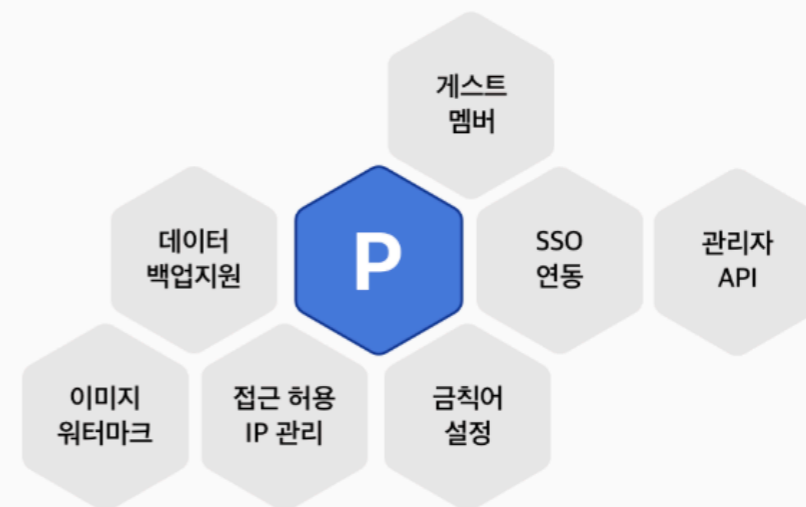 게스트
멤버
데이터
백업지원
P
SSO
연동
관리자
API
이미지
워터마크
접근 허용
IP 관리
금칙어
설정